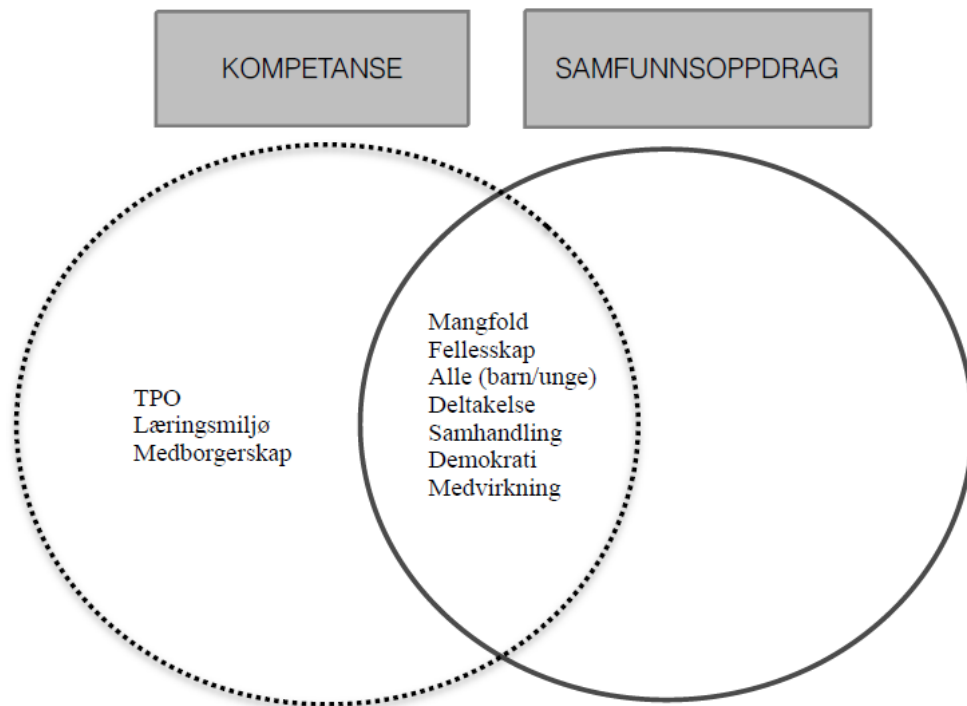 KOMPETANSE
SAMFUNNSOPPDRAG
TPO
Læringsmiljø
Medborgerskap
Mangfold
Fellesskap
Alle (barn/unge)
Deltakelse
Samhandling
Demokrati
Medvirkning